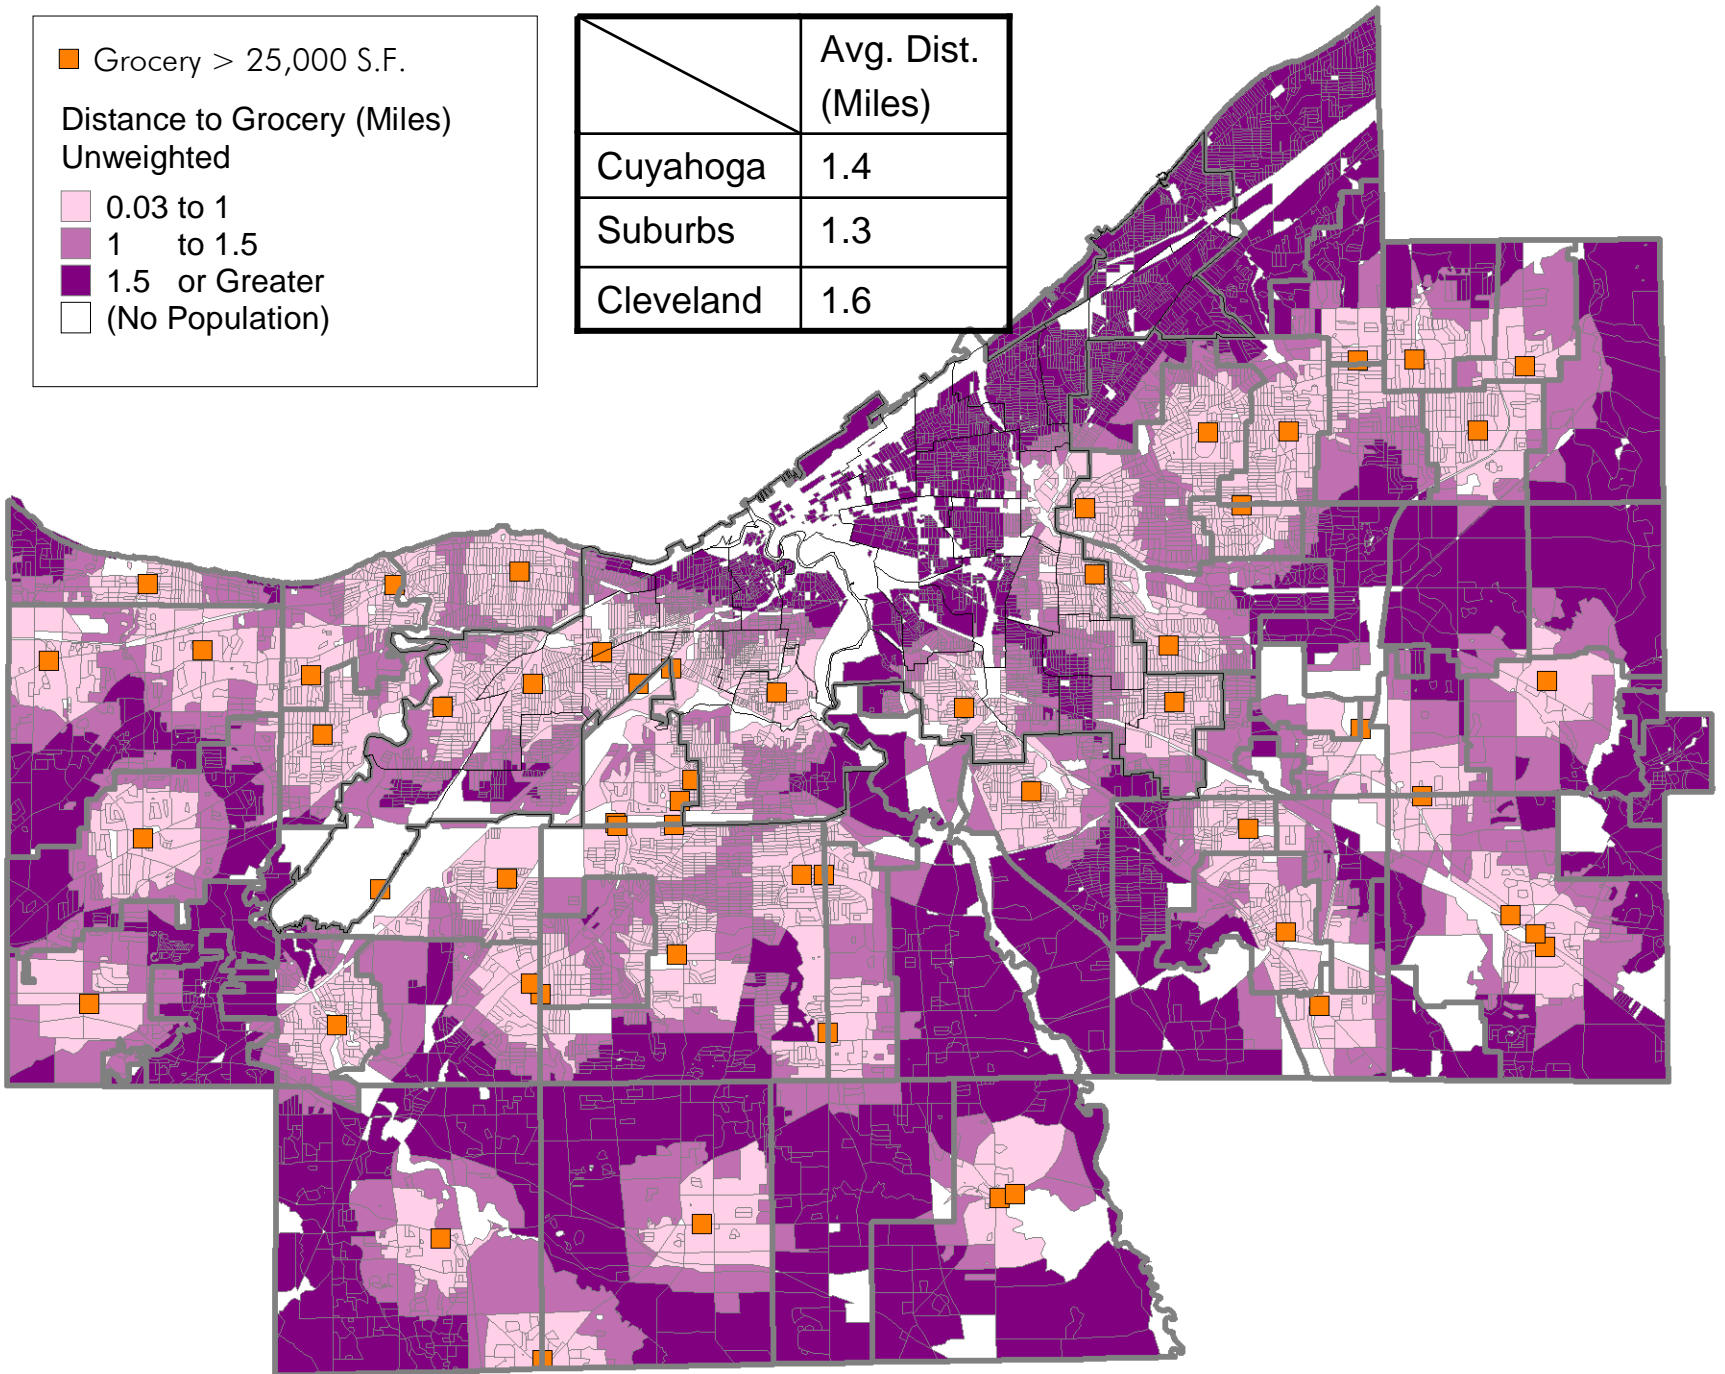 Grocery > 25,000 S.F.
Distance to Grocery (Miles)
Unweighted
0.03 to 1
1 to 1.5
1.5 or Greater
(No Population)
Avg. Dist.
(Miles)
Cuyahoga 1.4
Suburbs 1.3
Cleveland 1.6